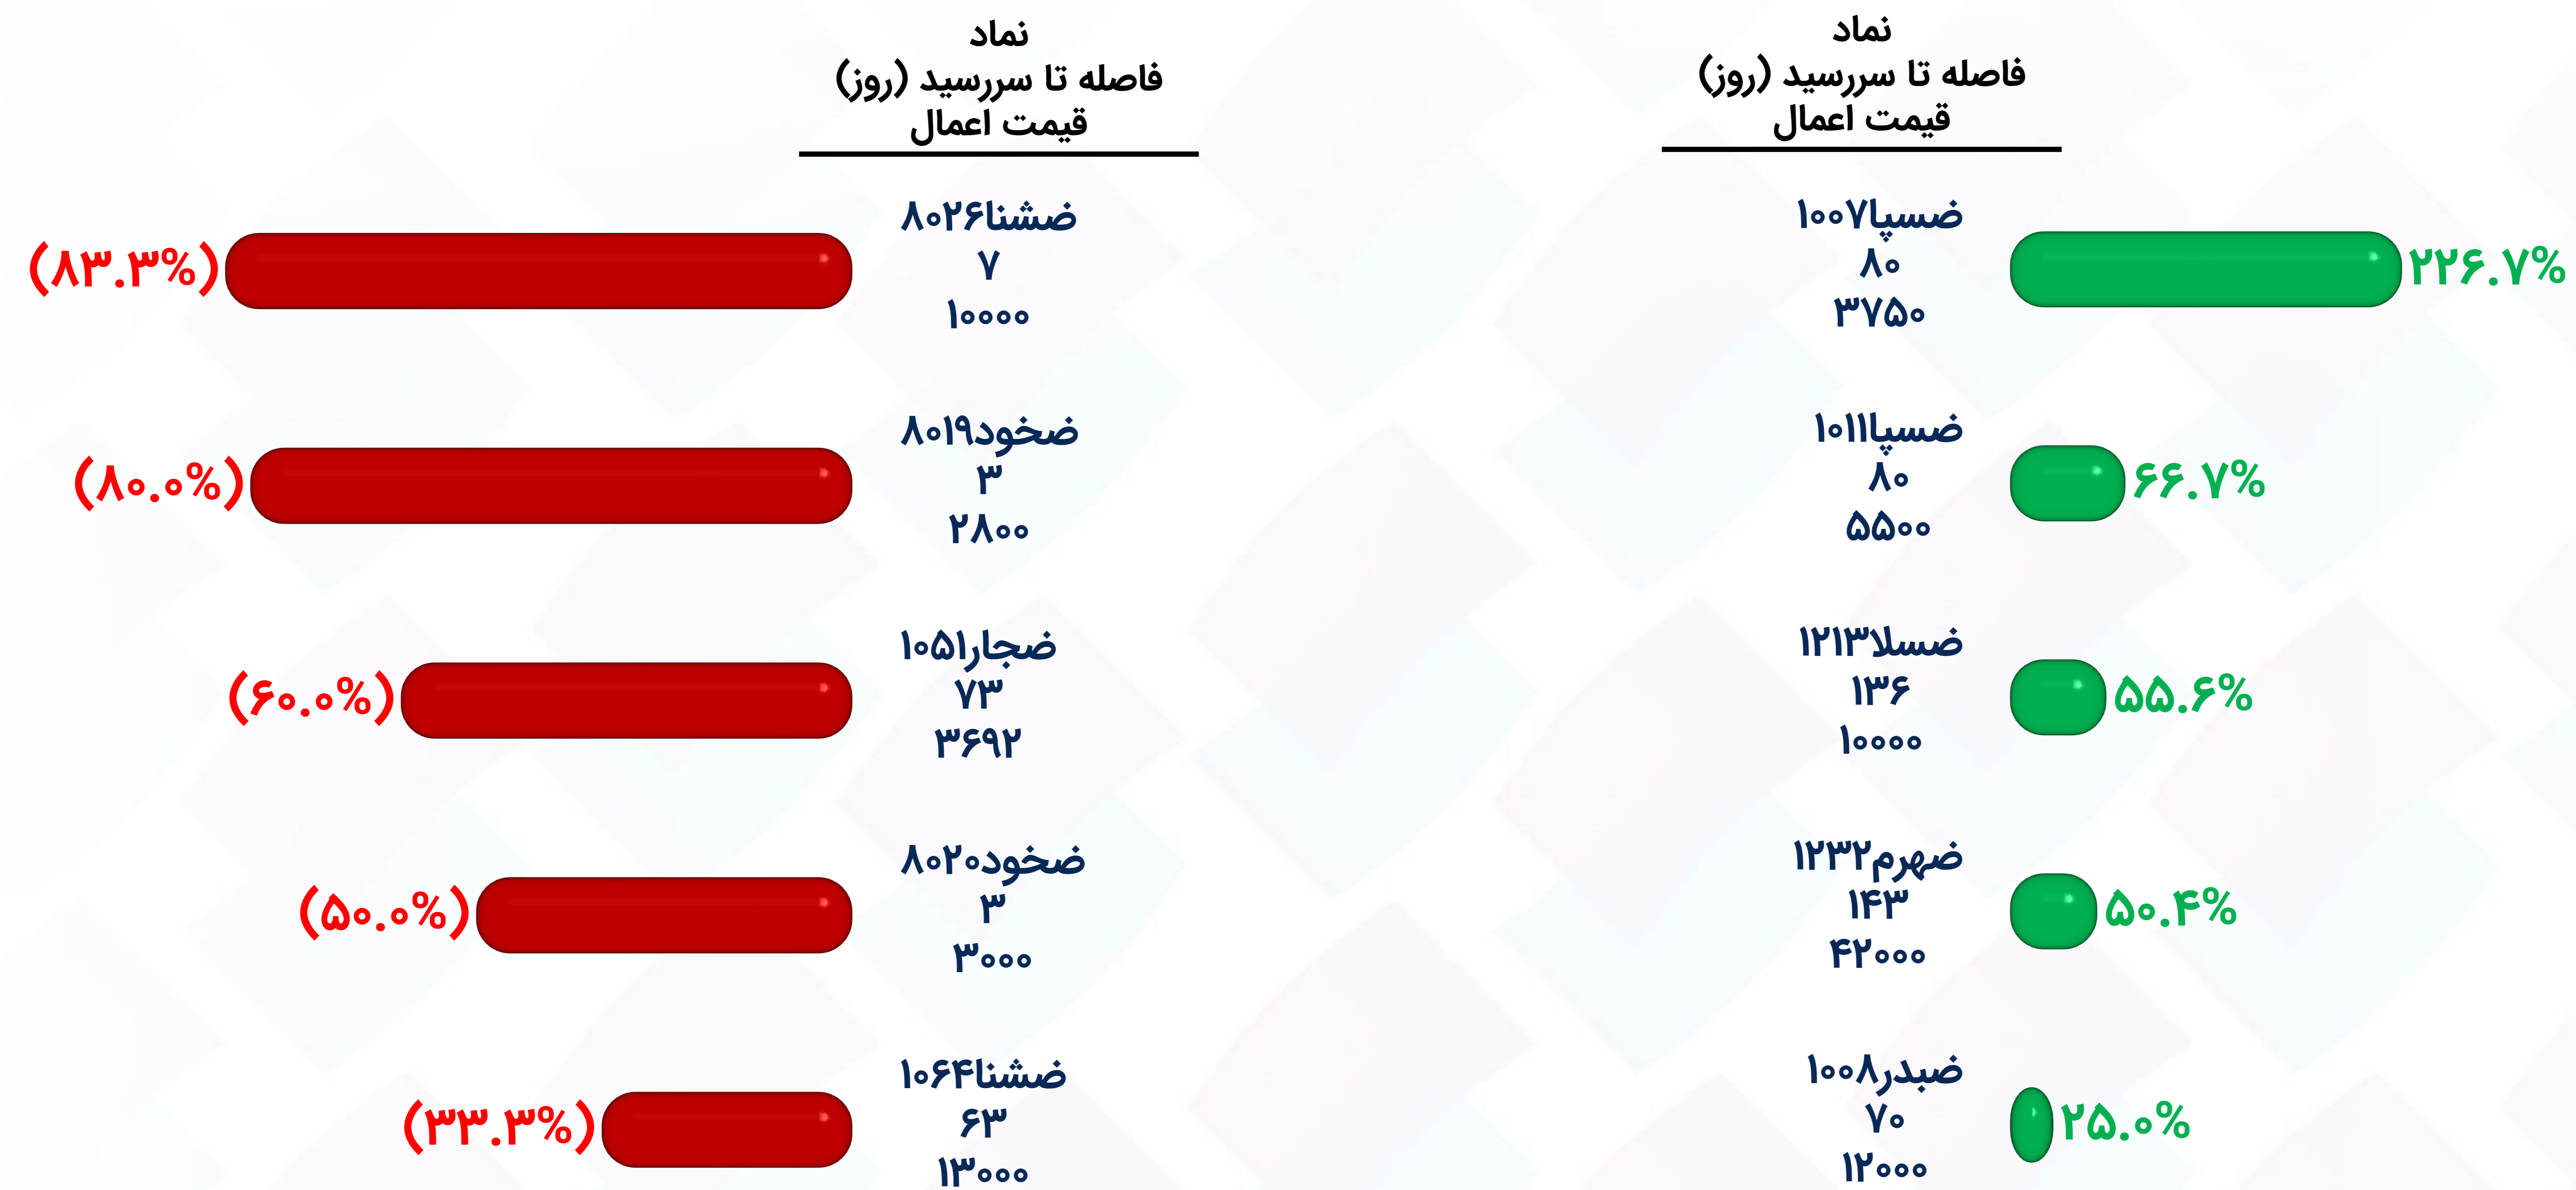 نماد
فاصله تا سررسید (روز)
قیمت اعمال
ضسپا۱۰۰۷
۸۰
۳۷۵۰
۲۲۶.۷%
ضسپا۱۰۱۱
۸۰
۵۵۰۰
۶۶.۷%
ضسلا۱۲۱۳
۱۳۶
۱۰۰۰۰
۵۵.۶%
ضهرم۱۲۳۲
۱۴۳
۴۲۰۰۰
۵۰.۴%
ضبدر۱۰۰۸
۷۰
۱۲۰۰۰
۲۵.۰%
نماد
فاصله تا سررسید (روز)
قیمت اعمال
ضشنا۸۰۲۶
۷
۱۰۰۰۰
(۸۳.۳%)
ضخود۸۰۱۹
۳
۲۸۰۰
(۸۰.۰%)
ضجار۱۰۵۱
۷۳
۳۶۹۲
(۶۰.۰%)
ضخود۸۰۲۰
۳
۳۰۰۰
(۵۰.۰%)
ضشنا۱۰۶۴
۶۳
۱۳۰۰۰
(۳۳.۳%)